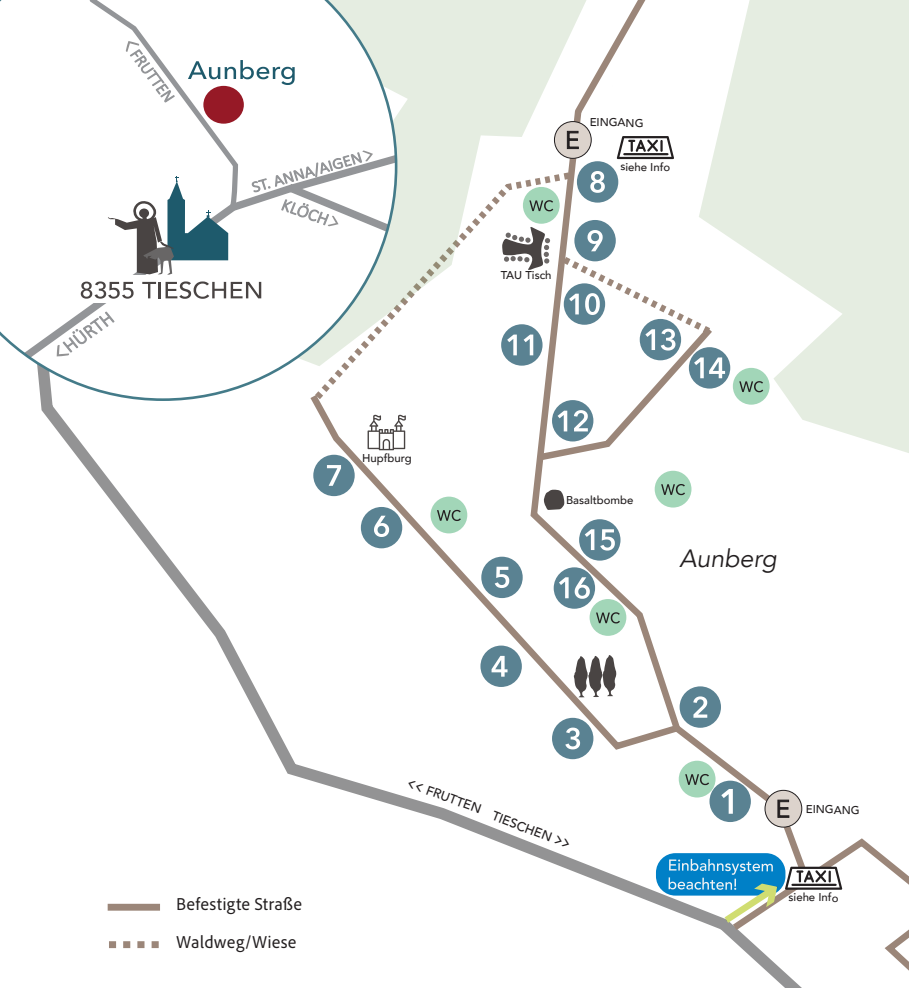 <FRUTTEN
Aunberg
ST. ANNA/AIGEN>
KLÖCH>
8355 TIESCHEN
<HÜRTH
E
EINGANG
TAXI
siehe Info
8
WC
9
TAU Tisch
10
11
13
14
WC
12
Hupfburg
7
WC
6
Basaltbombe
WC
15
Aunberg
5
16
WC
4
2
3
WC
1
E
EINGANG
<< FRUTTEN TIESCHEN >>
Einbahnsystem
beachten!
TAXI
siehe Info
Befestigte Straße
Waldweg/Wiese